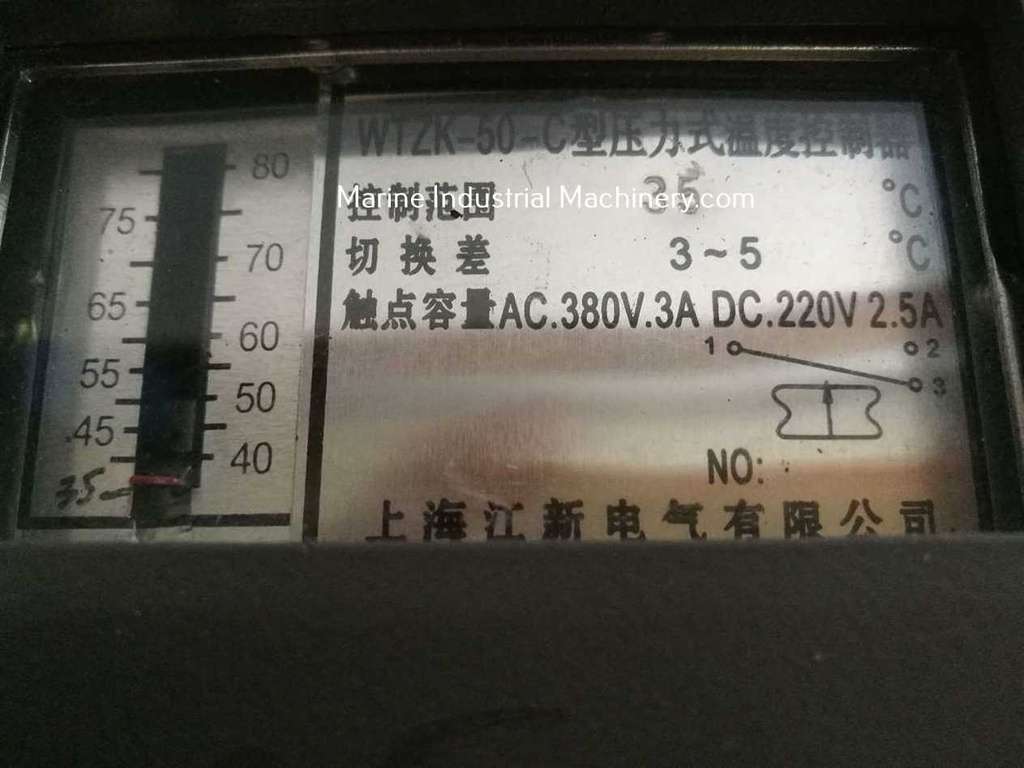 80
75
70
65
60
55
50
45
40
35
WTZK-50-C型压力式温度控制器
Marine Industrial Machinery.com
控制范围 35 °C
切换差 3~5 °C
触点容量AC.380V.3A DC.220V 2.5A
1 2
3
NO:
上海江新电气有限公司